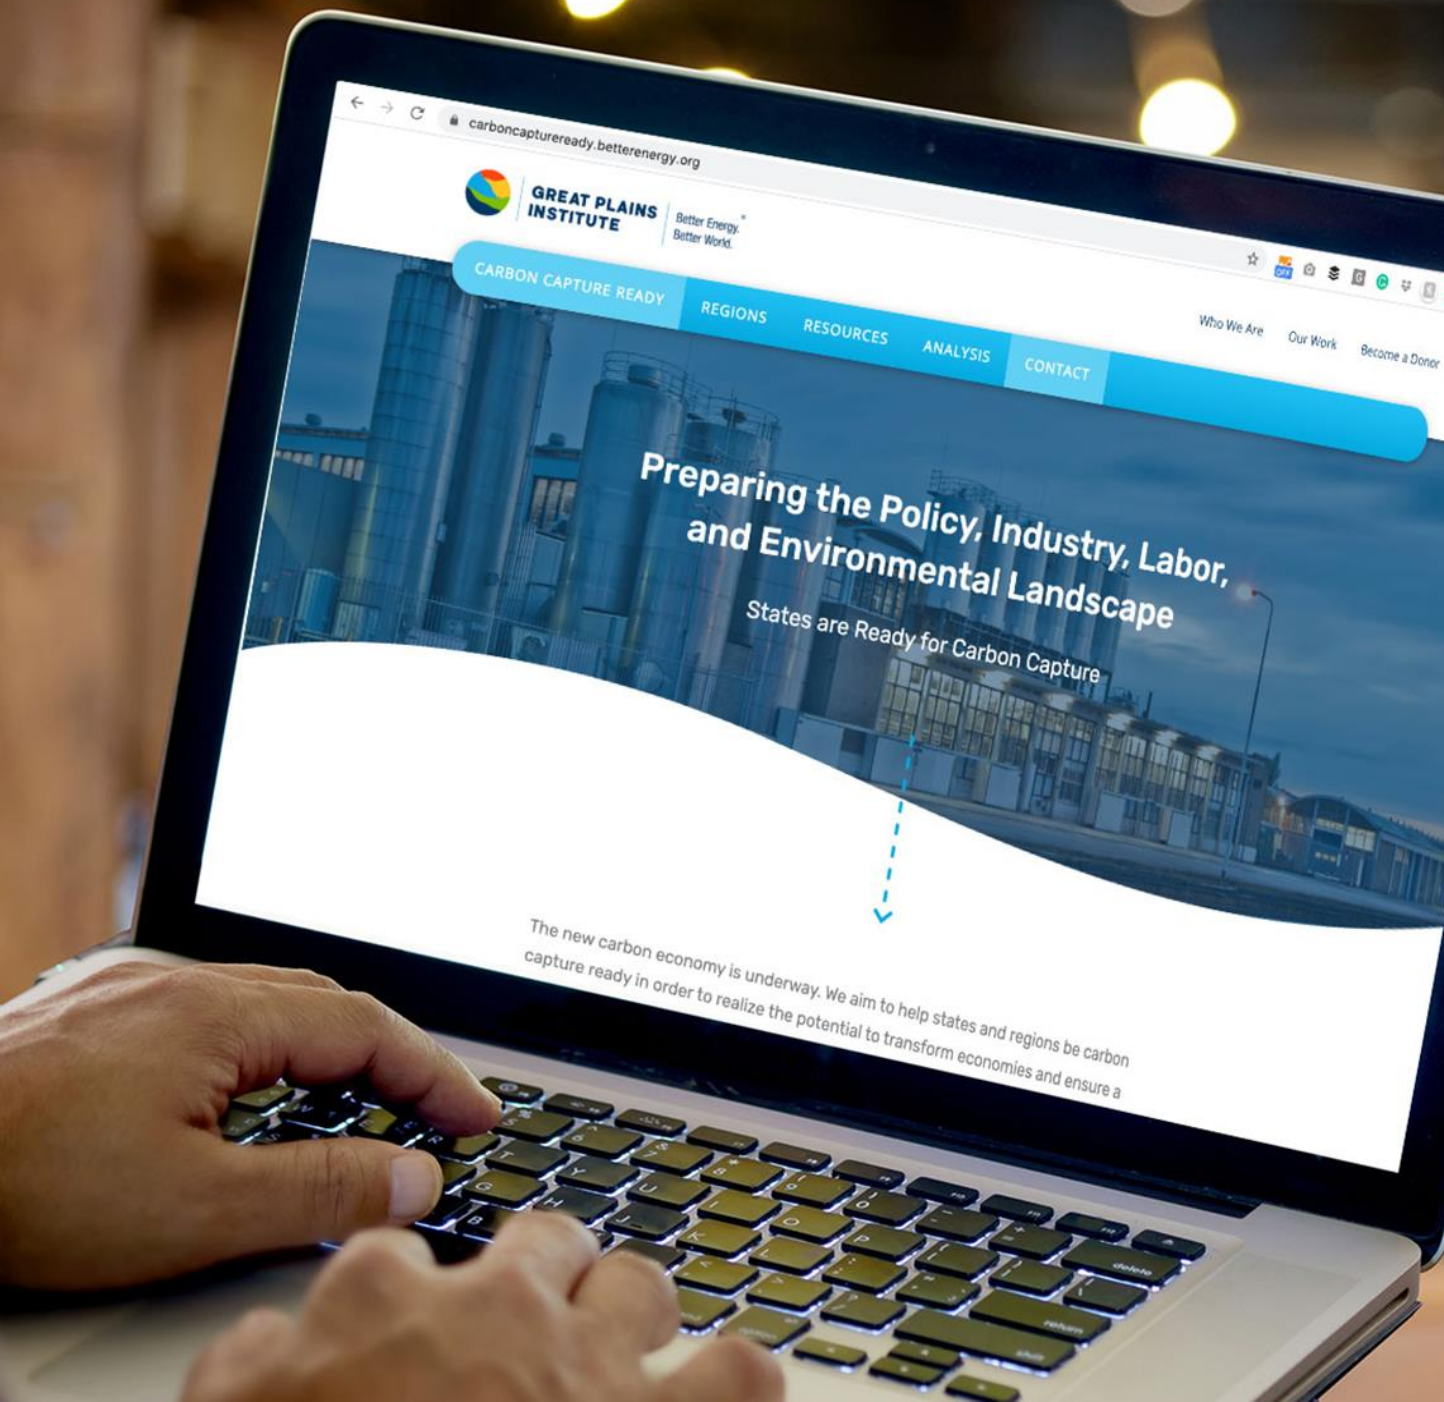 carboncaptureready.betterenergy.org
GREAT PLAINS
INSTITUTE
Better Energy.
Better World.
Who We Are Our Work Become a Donor
CARBON CAPTURE READY REGIONS RESOURCES ANALYSIS CONTACT
Preparing the Policy, Industry, Labor,
and Environmental Landscape
States are Ready for Carbon Capture
The new carbon economy is underway. We aim to help states and regions be carbon
capture ready in order to realize the potential to transform economies and ensure a
delete
return
shift